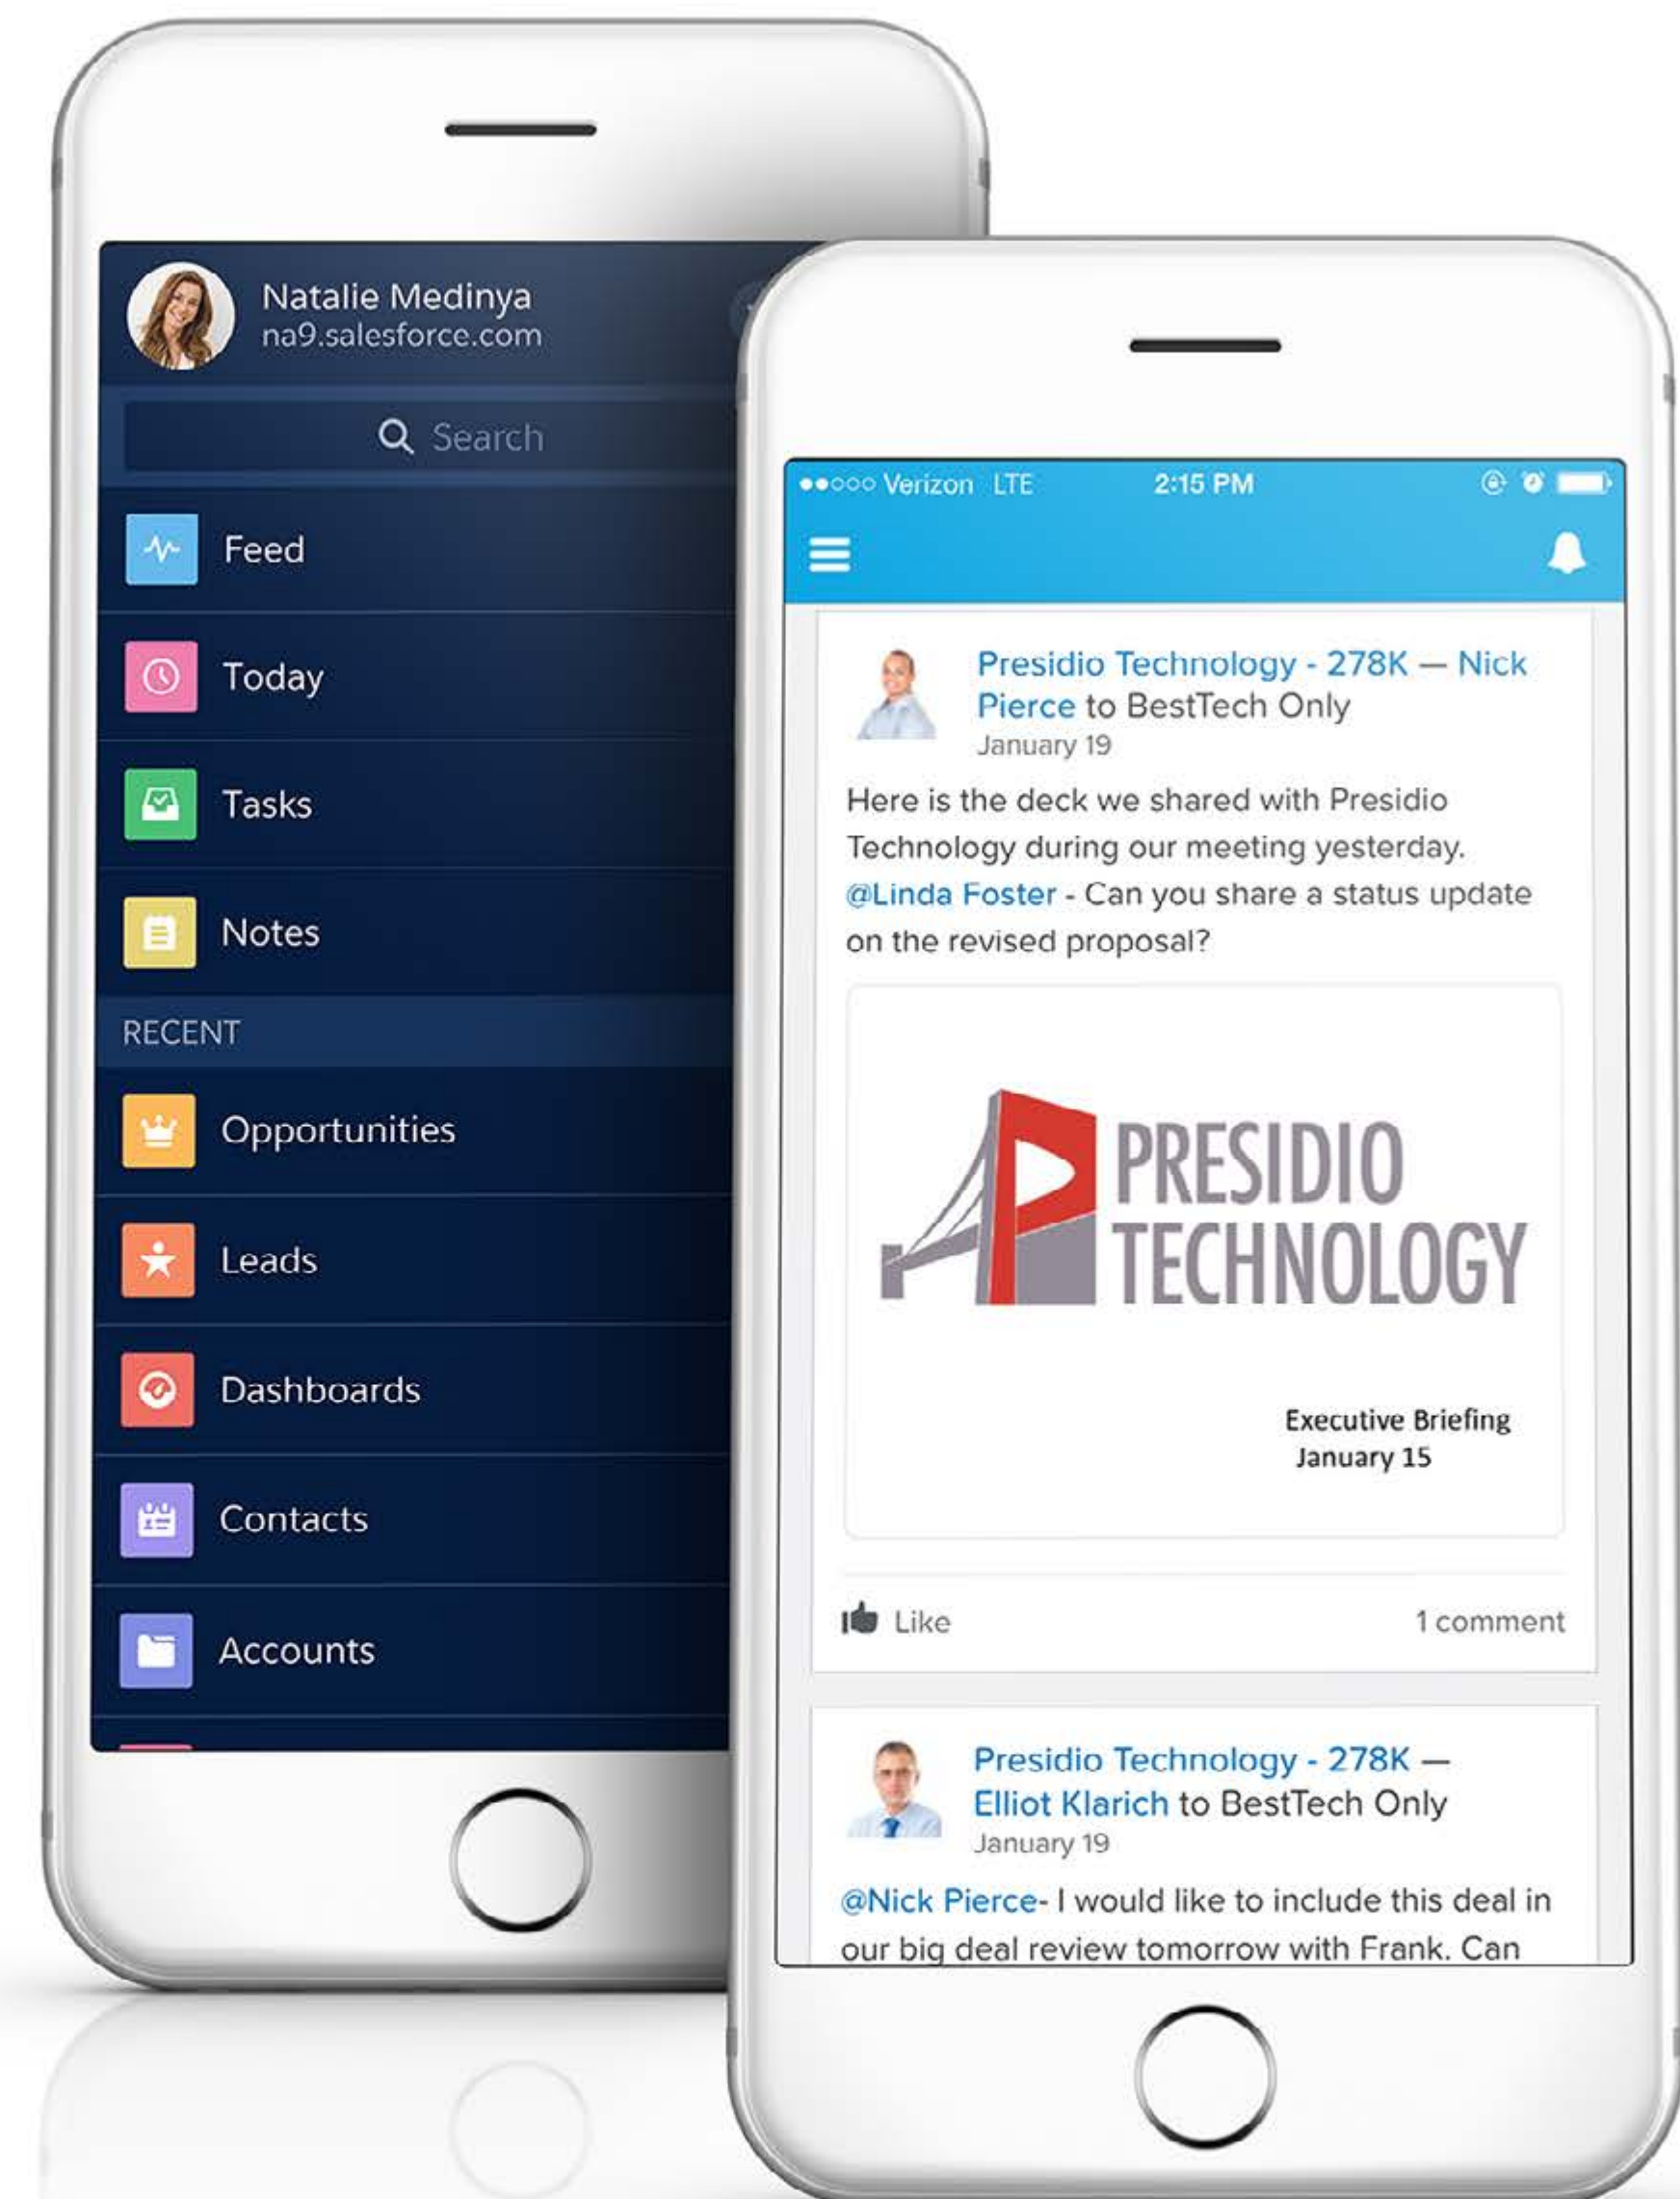 Natalie Medinya
na9.salesforce.com
Search
Feed
Today
Tasks
Notes
RECENT
Opportunities
Leads
Dashboards
Contacts
Accounts
Verizon LTE 2:15 PM
Presidio Technology - 278K — Nick
Pierce to BestTech Only
January 19
Here is the deck we shared with Presidio
Technology during our meeting yesterday.
@Linda Foster - Can you share a status update
on the revised proposal?
PRESIDIO
TECHNOLOGY
Executive Briefing
January 15
Like 1 comment
Presidio Technology - 278K —
Elliot Klarich to BestTech Only
January 19
@Nick Pierce- I would like to include this deal in
our big deal review tomorrow with Frank. Can